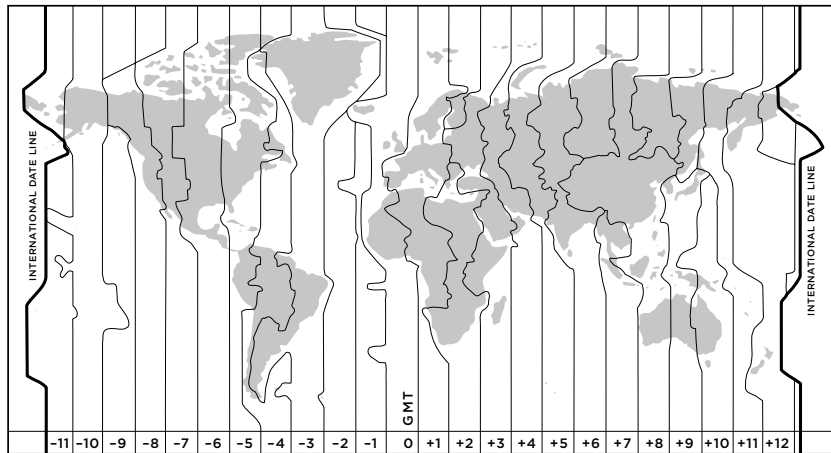 INTERNATIONAL DATE LINE
INTERNATIONAL DATE LINE
GMT
–11 –10 –9 –8 –7 –6 –5 –4 –3 –2 –1 0 +1 +2 +3 +4 +5 +6 +7 +8 +9 +10 +11 +12